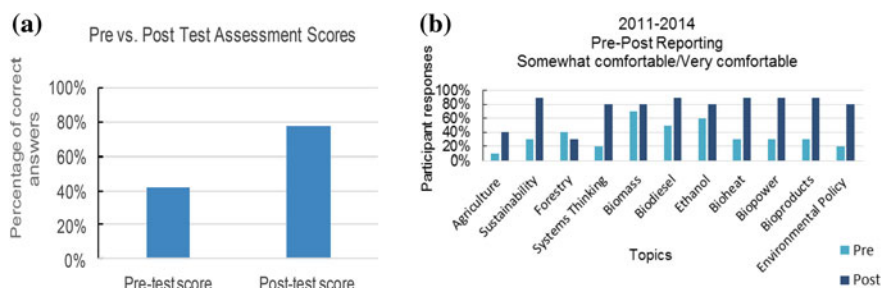 (a)
Pre vs. Post Test Assessment Scores
Percentage of correct
answers
100%
80%
60%
40%
20%
0%
Pre-test score
Post-test score
(b)
2011-2014
Pre-Post Reporting
Somewhat comfortable/Very comfortable
Participant responses
100%
80%
60%
40%
20%
0%
Agriculture
Sustainability
Forestry
Systems Thinking
Biomass
Biodiesel
Ethanol
Bioheat
Biopower
Bioproducts
Environmental Policy
Topics
Pre
Post